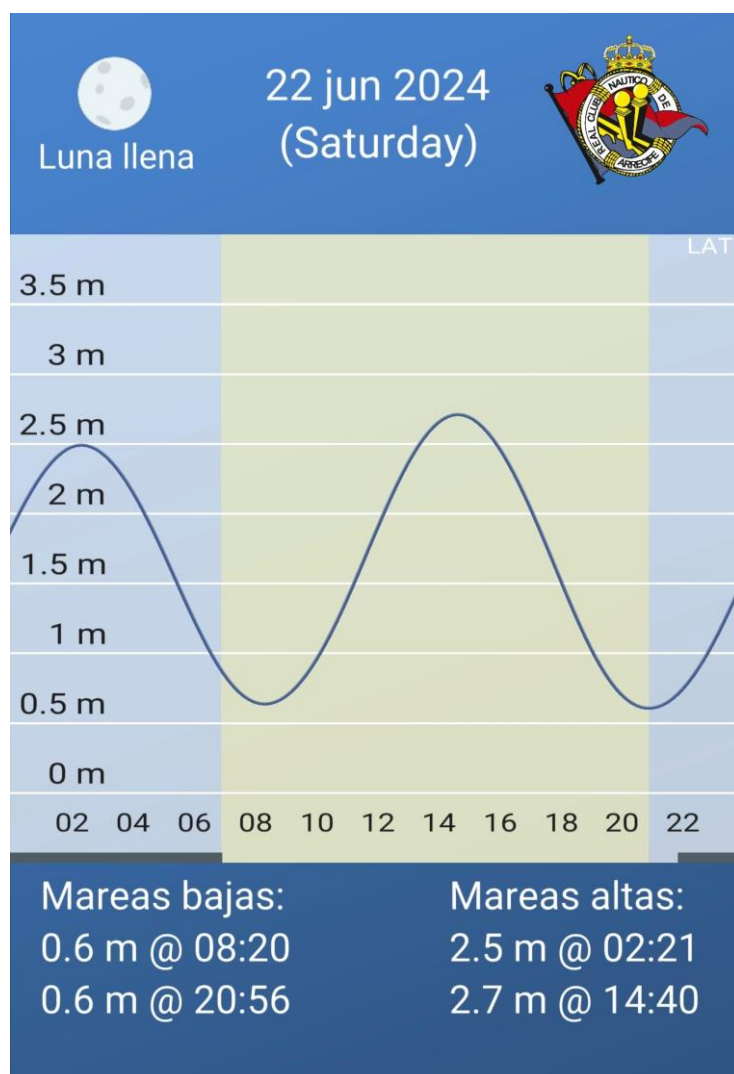 Luna llena
22 jun 2024
(Saturday)
REAL CLUB NAUTICO DE ARRECIFE
LAT
3.5 m
3 m
2.5 m
2 m
1.5 m
1 m
0.5 m
0 m
02 04 06 08 10 12 14 16 18 20 22
Mareas bajas:
0.6 m @ 08:20
0.6 m @ 20:56
Mareas altas:
2.5 m @ 02:21
2.7 m @ 14:40